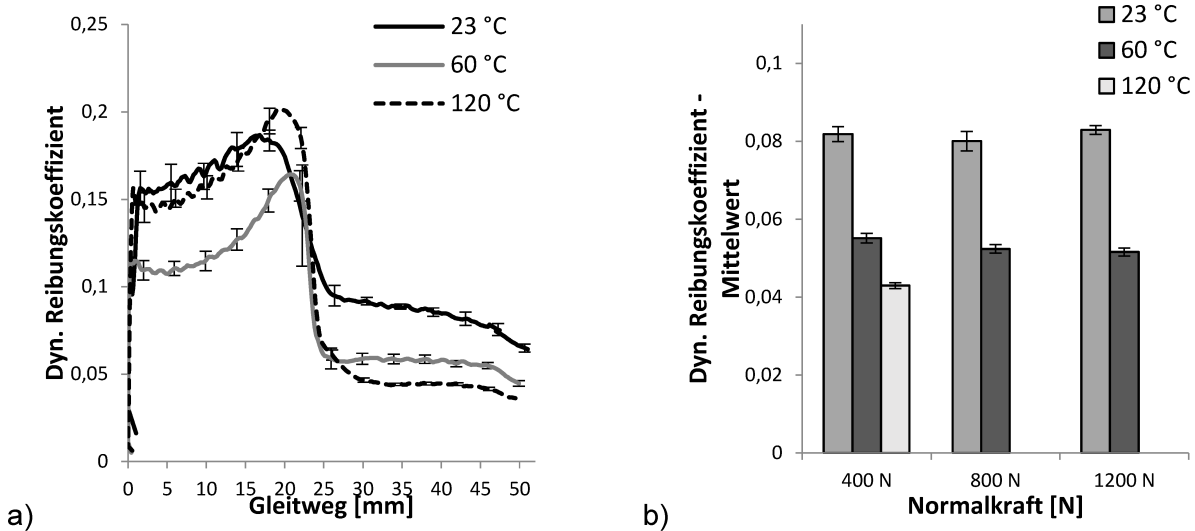 0,25
0,2
0,15
0,1
0,05
0
Dyn. Reibungskoeffizient
23 °C
60 °C
120 °C
0 5 10 15 20 25 30 35 40 45 50
Gleitweg [mm]
a)
0,1
0,08
0,06
0,04
0,02
0
Dyn. Reibungskoeffizient -
Mittelwert
23 °C
60 °C
120 °C
400 N 800 N 1200 N
Normalkraft [N]
b)